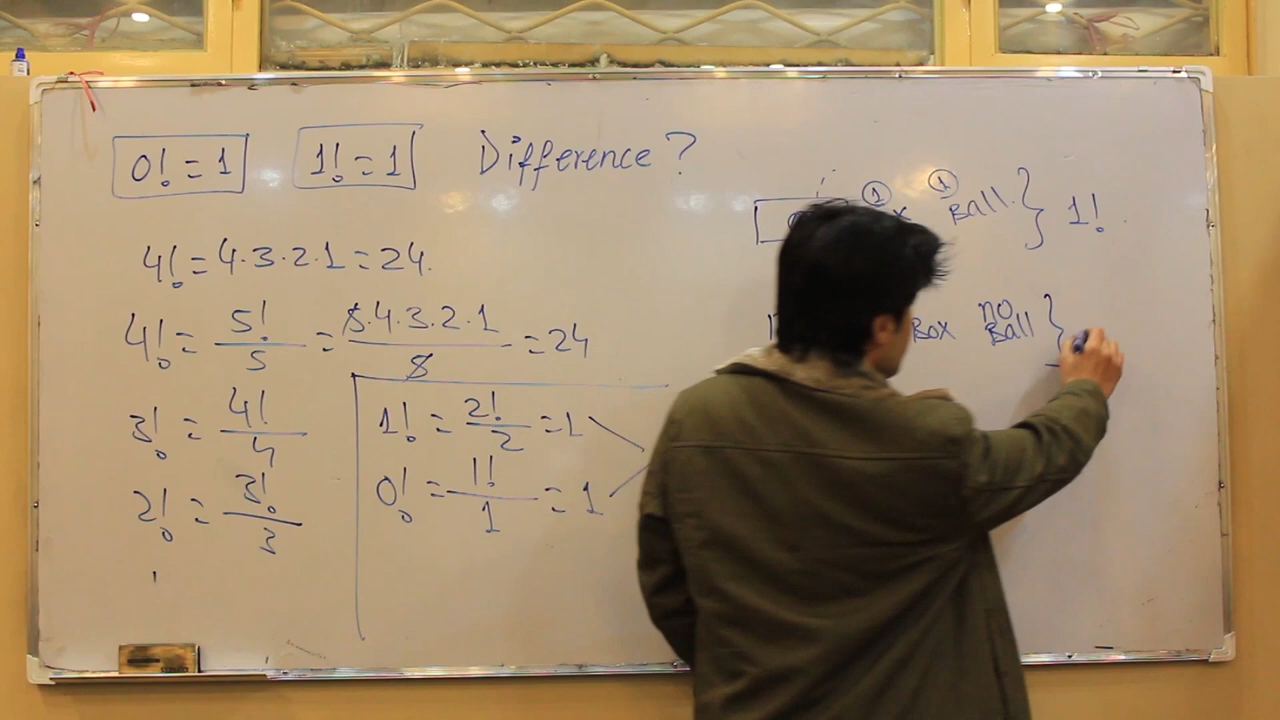 0! = 1 1! = 1 Difference ?
4! = 4.3.2.1 = 24.
4! = 5!/5 = 5.4.3.2.1/5 = 24
3! = 4!/4
2! = 3!/3
1! = 2!/2 = 1
0! = 1!/1 = 1
1 1 Ball } 1!
Box no Ball }